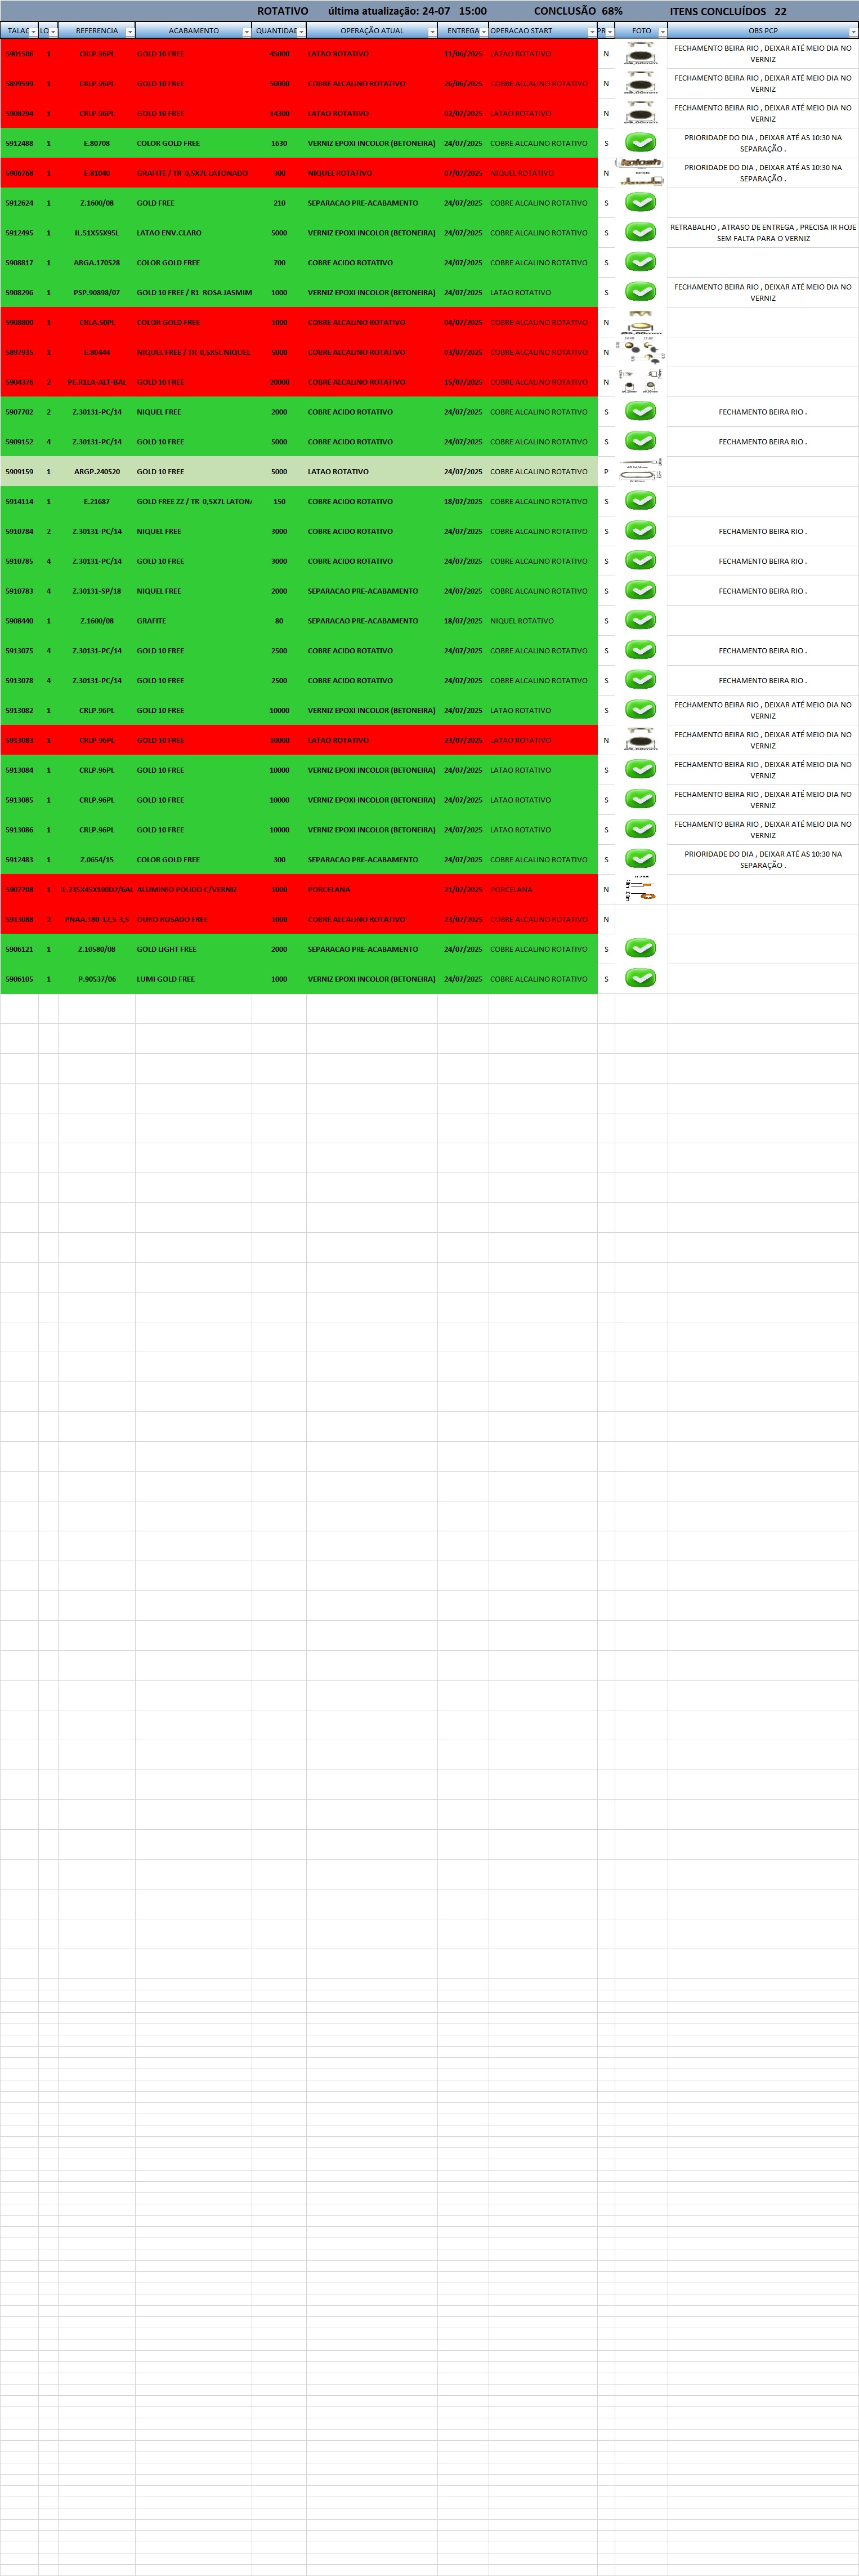 ROTATIVO última atualização: 24-07 15:00 CONCLUSÃO 68% ITENS CONCLUÍDOS 22
TALAO LO REFERENCIA ACABAMENTO QUANTIDAD OPERAÇÃO ATUAL ENTREGA OPERACAO START PR FOTO OBS PCP
5901506 1 CRLP.96PL GOLD 10 FREE 45000 LATAO ROTATIVO 11/06/2025 LATAO ROTATIVO N FECHAMENTO BEIRA RIO , DEIXAR ATÉ MEIO DIA NO
VERNIZ
5899599 1 CRLP.96PL GOLD 10 FREE 50000 COBRE ALCALINO ROTATIVO 26/06/2025 COBRE ALCALINO ROTATIVO N FECHAMENTO BEIRA RIO , DEIXAR ATÉ MEIO DIA NO
VERNIZ
5908294 1 CRLP.96PL GOLD 10 FREE 14300 LATAO ROTATIVO 02/07/2025 LATAO ROTATIVO N FECHAMENTO BEIRA RIO , DEIXAR ATÉ MEIO DIA NO
VERNIZ
5912488 1 E.80708 COLOR GOLD FREE 1630 VERNIZ EPOXI INCOLOR (BETONEIRA) 24/07/2025 COBRE ALCALINO ROTATIVO S PRIORIDADE DO DIA , DEIXAR ATÉ AS 10:30 NA
SEPARAÇÃO .
5906768 1 E.81040 GRAFITE / TR 0,5X7L LATONADO 300 NIQUEL ROTATIVO 07/07/2025 NIQUEL ROTATIVO N PRIORIDADE DO DIA , DEIXAR ATÉ AS 10:30 NA
SEPARAÇÃO .
5912624 1 Z.1600/08 GOLD FREE 210 SEPARACAO PRE-ACABAMENTO 24/07/2025 COBRE ALCALINO ROTATIVO S
5912495 1 IL.51X55X95L LATAO ENV.CLARO 5000 VERNIZ EPOXI INCOLOR (BETONEIRA) 24/07/2025 COBRE ALCALINO ROTATIVO S RETRABALHO , ATRASO DE ENTREGA , PRECISA IR HOJE
SEM FALTA PARA O VERNIZ
5908817 1 ARGA.170528 COLOR GOLD FREE 700 COBRE ACIDO ROTATIVO 24/07/2025 COBRE ALCALINO ROTATIVO S
5908296 1 PSP.90898/07 GOLD 10 FREE / R1 ROSA JASMIM 1000 VERNIZ EPOXI INCOLOR (BETONEIRA) 24/07/2025 LATAO ROTATIVO S FECHAMENTO BEIRA RIO , DEIXAR ATÉ MEIO DIA NO
VERNIZ
5908800 1 CRLA.50PL COLOR GOLD FREE 1000 COBRE ALCALINO ROTATIVO 04/07/2025 COBRE ALCALINO ROTATIVO N
5897935 1 E.80444 NIQUEL FREE / TR 0,5X5L NIQUEL 5000 COBRE ALCALINO ROTATIVO 03/07/2025 COBRE ALCALINO ROTATIVO N
5904376 2 PE.R1LA-ALT-BAL GOLD 10 FREE 20000 COBRE ALCALINO ROTATIVO 15/07/2025 COBRE ALCALINO ROTATIVO N
5907702 2 Z.30131-PC/14 NIQUEL FREE 2000 COBRE ACIDO ROTATIVO 24/07/2025 COBRE ALCALINO ROTATIVO S FECHAMENTO BEIRA RIO .
5909152 4 Z.30131-PC/14 GOLD 10 FREE 5000 COBRE ACIDO ROTATIVO 24/07/2025 COBRE ALCALINO ROTATIVO S FECHAMENTO BEIRA RIO .
5909159 1 ARGP.240520 GOLD 10 FREE 5000 LATAO ROTATIVO 24/07/2025 COBRE ALCALINO ROTATIVO P
5914114 1 E.21687 GOLD FREE ZZ / TR 0,5X7L LATON 150 COBRE ACIDO ROTATIVO 18/07/2025 COBRE ALCALINO ROTATIVO S
5910784 2 Z.30131-PC/14 NIQUEL FREE 3000 COBRE ACIDO ROTATIVO 24/07/2025 COBRE ALCALINO ROTATIVO S FECHAMENTO BEIRA RIO .
5910785 4 Z.30131-PC/14 GOLD 10 FREE 3000 COBRE ACIDO ROTATIVO 24/07/2025 COBRE ALCALINO ROTATIVO S FECHAMENTO BEIRA RIO .
5910783 4 Z.30131-SP/18 NIQUEL FREE 2000 SEPARACAO PRE-ACABAMENTO 24/07/2025 COBRE ALCALINO ROTATIVO S FECHAMENTO BEIRA RIO .
5908440 1 Z.1600/08 GRAFITE 80 SEPARACAO PRE-ACABAMENTO 18/07/2025 NIQUEL ROTATIVO S
5913075 4 Z.30131-PC/14 GOLD 10 FREE 2500 COBRE ACIDO ROTATIVO 24/07/2025 COBRE ALCALINO ROTATIVO S FECHAMENTO BEIRA RIO .
5913078 4 Z.30131-PC/14 GOLD 10 FREE 2500 COBRE ACIDO ROTATIVO 24/07/2025 COBRE ALCALINO ROTATIVO S FECHAMENTO BEIRA RIO .
5913082 1 CRLP.96PL GOLD 10 FREE 10000 VERNIZ EPOXI INCOLOR (BETONEIRA) 24/07/2025 LATAO ROTATIVO S FECHAMENTO BEIRA RIO , DEIXAR ATÉ MEIO DIA NO
VERNIZ
5913083 1 CRLP.96PL GOLD 10 FREE 10000 LATAO ROTATIVO 21/07/2025 LATAO ROTATIVO N FECHAMENTO BEIRA RIO , DEIXAR ATÉ MEIO DIA NO
VERNIZ
5913084 1 CRLP.96PL GOLD 10 FREE 10000 VERNIZ EPOXI INCOLOR (BETONEIRA) 24/07/2025 LATAO ROTATIVO S FECHAMENTO BEIRA RIO , DEIXAR ATÉ MEIO DIA NO
VERNIZ
5913085 1 CRLP.96PL GOLD 10 FREE 10000 VERNIZ EPOXI INCOLOR (BETONEIRA) 24/07/2025 LATAO ROTATIVO S FECHAMENTO BEIRA RIO , DEIXAR ATÉ MEIO DIA NO
VERNIZ
5913086 1 CRLP.96PL GOLD 10 FREE 10000 VERNIZ EPOXI INCOLOR (BETONEIRA) 24/07/2025 LATAO ROTATIVO S FECHAMENTO BEIRA RIO , DEIXAR ATÉ MEIO DIA NO
VERNIZ
5912483 1 Z.0654/15 COLOR GOLD FREE 300 SEPARACAO PRE-ACABAMENTO 24/07/2025 COBRE ALCALINO ROTATIVO S PRIORIDADE DO DIA , DEIXAR ATÉ AS 10:30 NA
SEPARAÇÃO .
5907708 1 IL.235X45X100D2/6AL ALUMINIO POLIDO C/VERNIZ 1000 PORCELANA 21/07/2025 PORCELANA N
5913088 2 PNAA.180-12,5-3,5 OURO ROSADO FREE 1000 COBRE ALCALINO ROTATIVO 23/07/2025 COBRE ALCALINO ROTATIVO N
5906121 1 Z.10580/08 GOLD LIGHT FREE 2000 SEPARACAO PRE-ACABAMENTO 24/07/2025 COBRE ALCALINO ROTATIVO S
5906105 1 P.90537/06 LUMI GOLD FREE 1000 VERNIZ EPOXI INCOLOR (BETONEIRA) 24/07/2025 COBRE ALCALINO ROTATIVO S